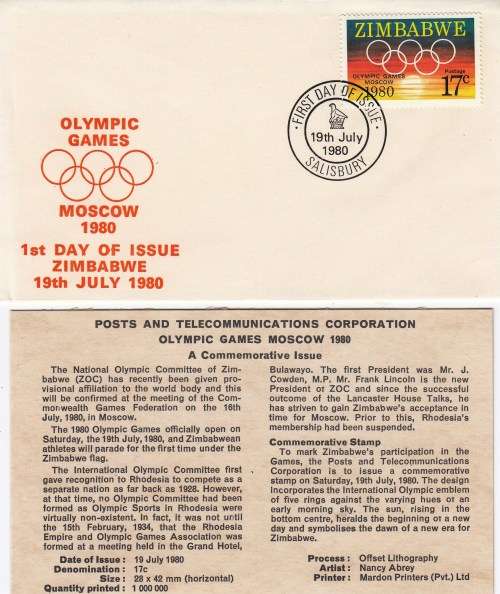 ZIMBABWE
OLYMPIC GAMES
MOSCOW
1980
Postage
17c
FIRST DAY OF ISSUE
19th July
1980
SALISBURY
OLYMPIC
GAMES
MOSCOW
1980
1st DAY OF ISSUE
ZIMBABWE
19th JULY 1980
POSTS AND TELECOMMUNICATIONS CORPORATION
OLYMPIC GAMES MOSCOW 1980
A Commemorative Issue
The National Olympic Committee of Zim-
babwe (ZOC) has recently been given pro-
visional affiliation to the world body and this
will be confirmed at the meeting of the Com-
monwealth Games Federation on the 16th
July, 1980, in Moscow.
The 1980 Olympic Games officially open on
Saturday, the 19th July, 1980, and Zimbabwean
athletes will parade for the first time under the
Zimbabwe flag.
The International Olympic Committee first
gave recognition to Rhodesia to compete as a
separate nation as far back as 1928. However,
at that time, no Olympic Committee had been
formed as Olympic Sports in Rhodesia were
virtually non-existent. In fact, it was not until
the 15th February, 1934, that the Rhodesia
Empire and Olympic Games Association was
formed at a meeting held in the Grand Hotel,
Bulawayo. The first President was Mr. J.
Cowden, M.P. Mr. Frank Lincoln is the new
President of ZOC and since the successful
outcome of the Lancaster House Talks, he
has striven to gain Zimbabwe's acceptance in
time for Moscow. Prior to this, Rhodesia's
membership had been suspended.
Commemorative Stamp
To mark Zimbabwe's participation in the
Games, the Posts and Telecommunications
Corporation is to issue a commemorative
stamp on Saturday, 19th July, 1980. The design
incorporates the International Olympic emblem
of five rings against the varying hues or an
early morning sky. The sun, rising in the
bottom centre, heralds the beginning or a new
day and symbolises the dawn of a new era for
Zimbabwe.
Date of Issue : 19 July 1980
Denomination : 17c
Size : 28 x 42 mm (horizontal)
Quantity printed : 1 000 000
Process : Offset Lithography
Artist : Nancy Abrey
Printer : Mardon Printers (Pvt.) Ltd